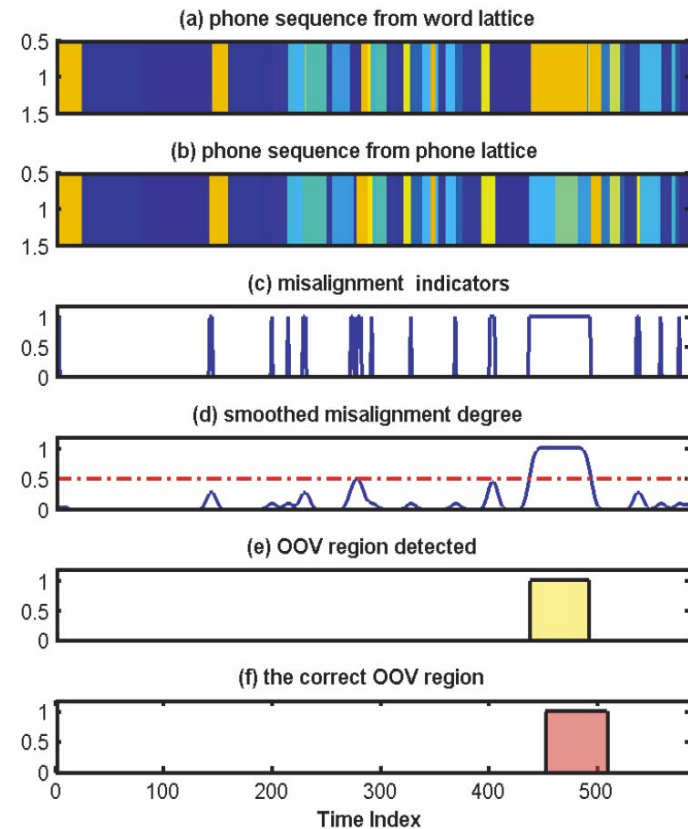 (a) phone sequence from word lattice
0.5
1
1.5
(b) phone sequence from phone lattice
0.5
1
1.5
(c) misalignment indicators
1
0.5
0
(d) smoothed misalignment degree
1
0.5
0
(e) OOV region detected
1
0.5
0
(f) the correct OOV region
1
0.5
0
0 100 200 300 400 500
Time Index